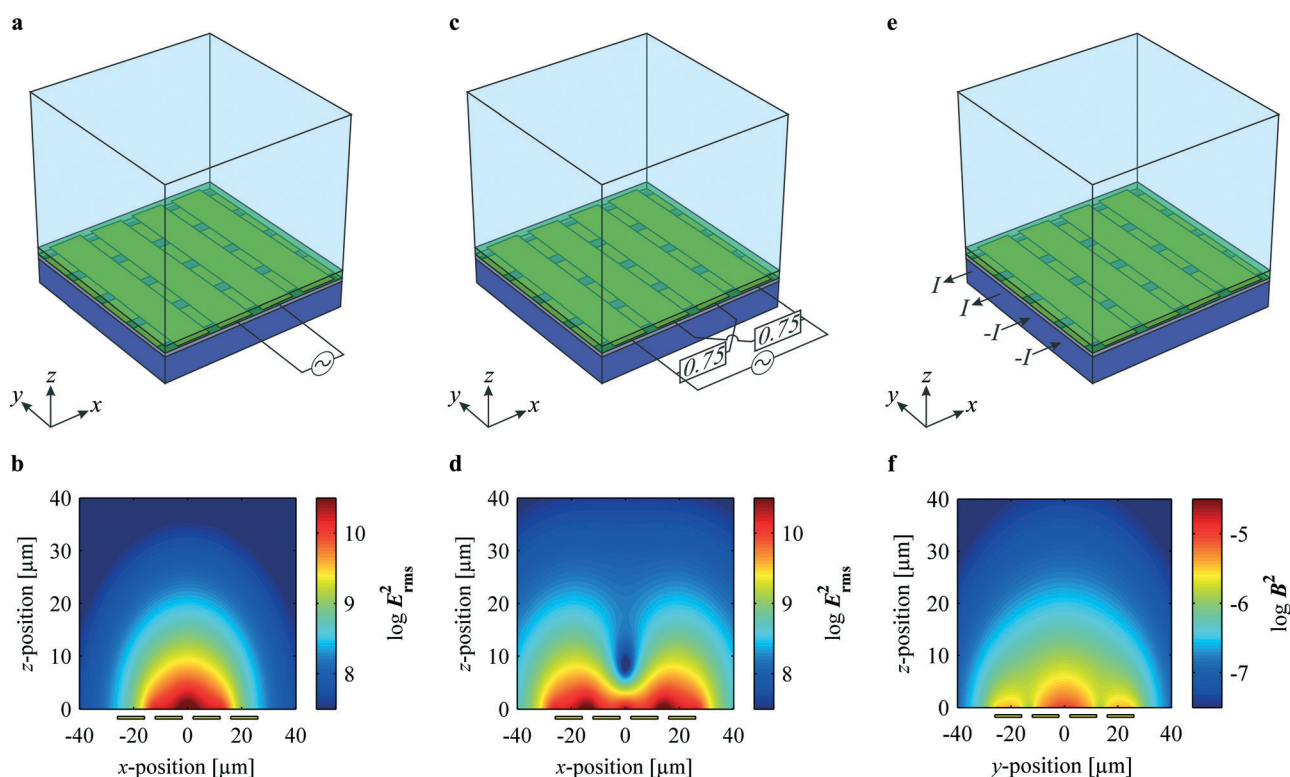 a
c
e
0.75
0.75
I
I
-I
-I
z
y
x
z
y
x
z
y
x
b
d
f
40
30
20
10
0
z-position [µm]
-40 -20 0 20 40
x-position [µm]
10
9
8
log E²rms
40
30
20
10
0
z-position [µm]
-40 -20 0 20 40
x-position [µm]
10
9
8
log E²rms
40
30
20
10
0
z-position [µm]
-40 -20 0 20 40
y-position [µm]
-5
-6
-7
log B²